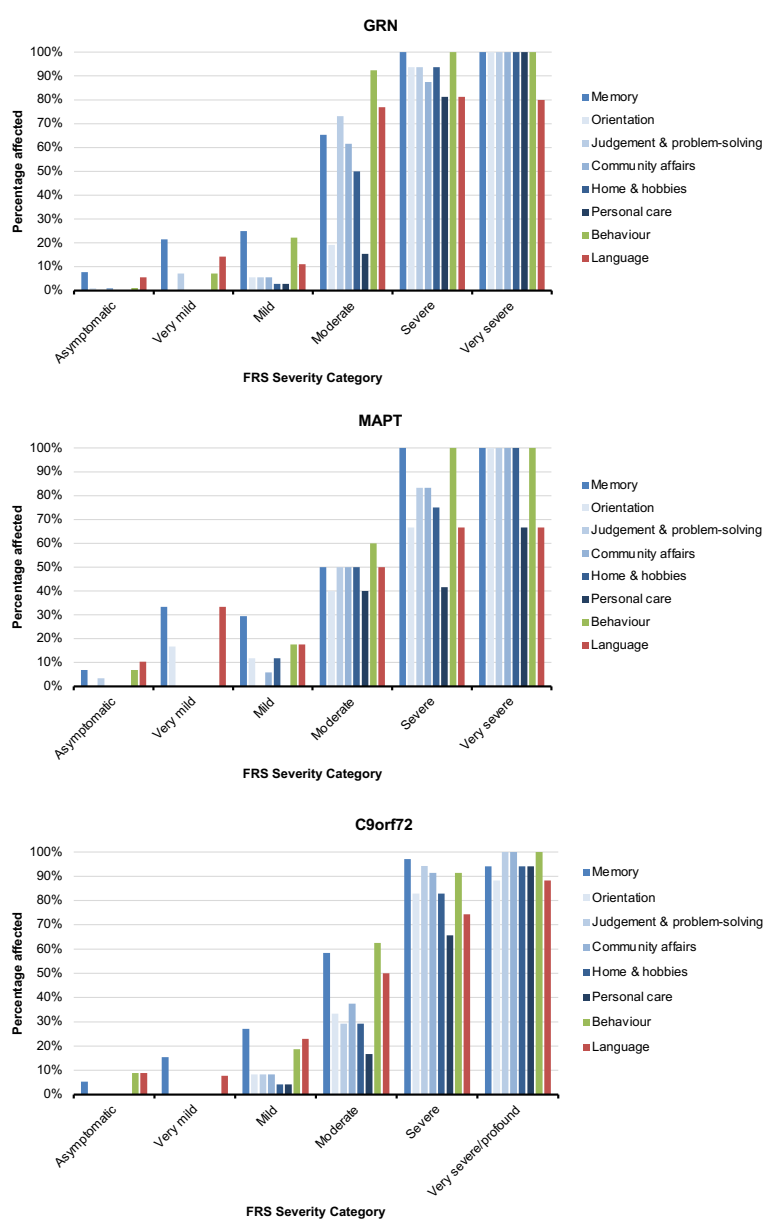 GRN
Percentage affected
100%
90%
80%
70%
60%
50%
40%
30%
20%
10%
0%
Asymptomatic
Very mild
Mild
Moderate
Severe
Very severe
FRS Severity Category
Memory
Orientation
Judgement & problem-solving
Community affairs
Home & hobbies
Personal care
Behaviour
Language
MAPT
Percentage affected
100%
90%
80%
70%
60%
50%
40%
30%
20%
10%
0%
Asymptomatic
Very mild
Mild
Moderate
Severe
Very severe
FRS Severity Category
Memory
Orientation
Judgement & problem-solving
Community affairs
Home & hobbies
Personal care
Behaviour
Language
C9orf72
Percentage affected
100%
90%
80%
70%
60%
50%
40%
30%
20%
10%
0%
Asymptomatic
Very mild
Mild
Moderate
Severe
Very severe/profound
FRS Severity Category
Memory
Orientation
Judgement & problem-solving
Community affairs
Home & hobbies
Personal care
Behaviour
Language